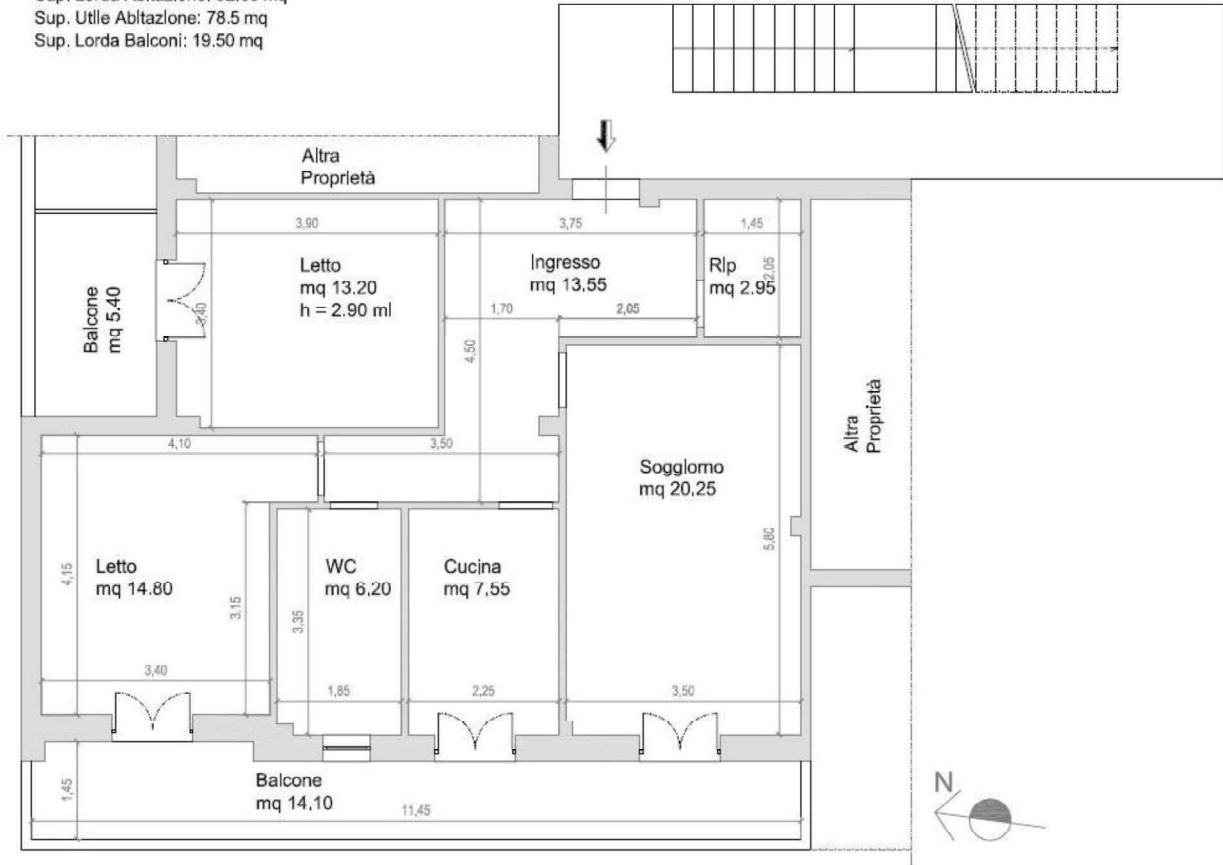 Sup. Utile Abitazione: 78.5 mq
Sup. Lorda Balconi: 19.50 mq
Altra
Proprietà
3,90
3,75
1,45
Letto
mq 13.20
h = 2.90 ml
Ingresso
mq 13,55
Rip
mq 2.95
2,05
Balcone
mq 5.40
3,40
1,70
2,05
4,50
Altra
Proprietà
4,10
3,50
Soggiorno
mq 20.25
5,80
Letto
mq 14.80
4,15
3,15
WC
mq 6,20
3,35
Cucina
mq 7,55
3,40
1,85
2,25
3,50
Balcone
mq 14,10
1,45
11,45
N